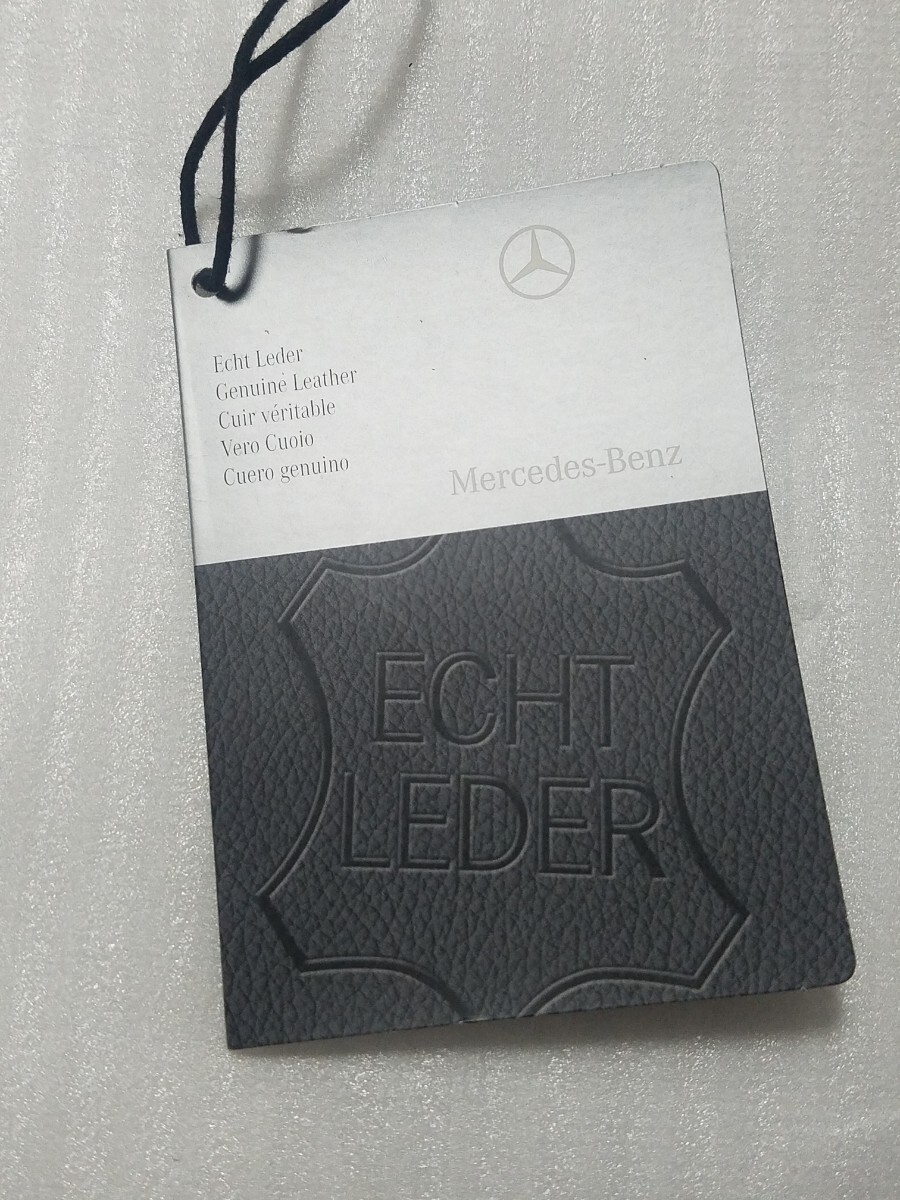 Echt Leder
Genuine Leather
Cuir véritable
Vero Cuoio
Cuero genuino
Mercedes-Benz
ECHT
LEDER